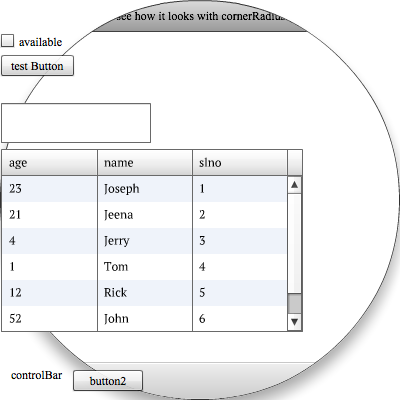 see how it looks with cornerRadius
available
test Button
age name slno
23 Joseph 1
21 Jeena 2
4 Jerry 3
1 Tom 4
12 Rick 5
52 John 6
controlBar button2